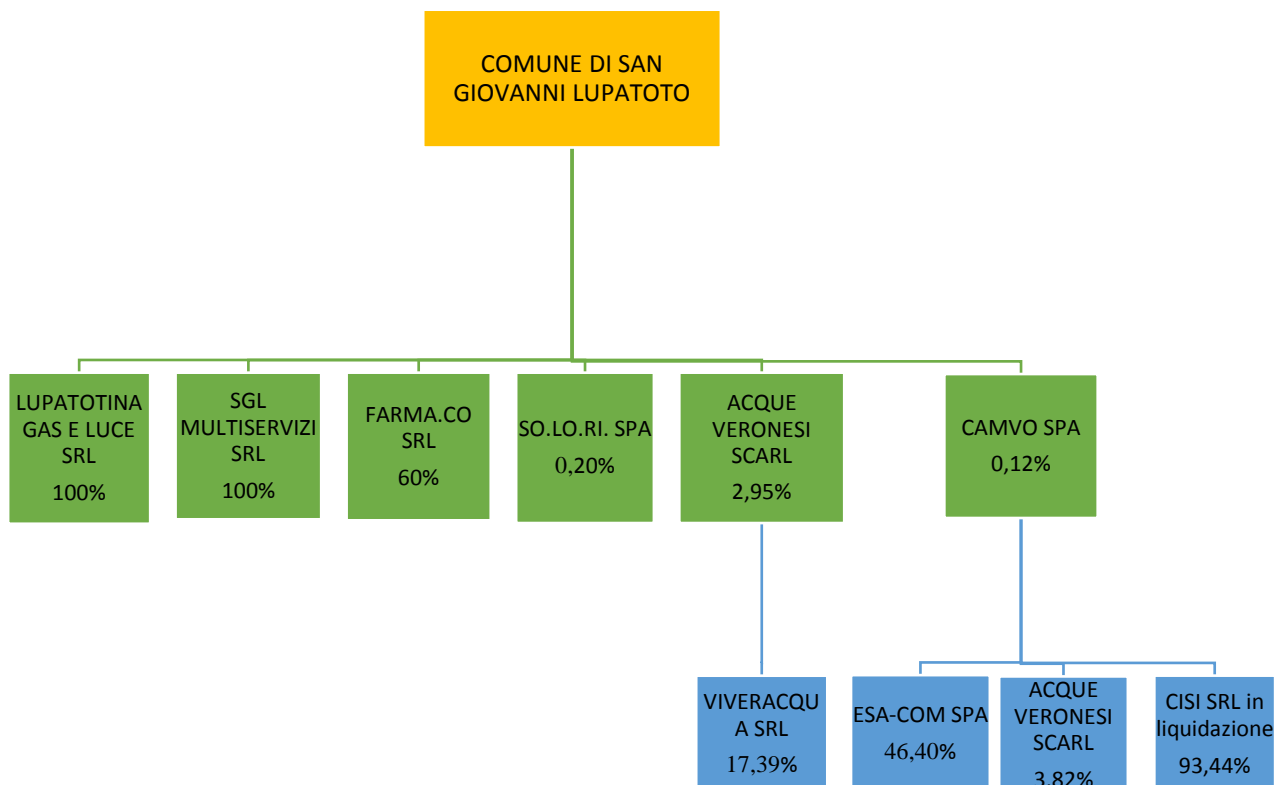 COMUNE DI SAN
GIOVANNI LUPATOTO
LUPATOTINA
GAS E LUCE
SRL
100%
SGL
MULTISERVIZI
SRL
100%
FARMA.CO
SRL
60%
SO.LO.RI. SPA
0,20%
ACQUE
VERONESI
SCARL
2,95%
CAMVO SPA
0,12%
VIVERACQU
A SRL
17,39%
ESA-COM SPA
46,40%
ACQUE
VERONESI
SCARL
3,82%
CISI SRL in
liquidazione
93,44%